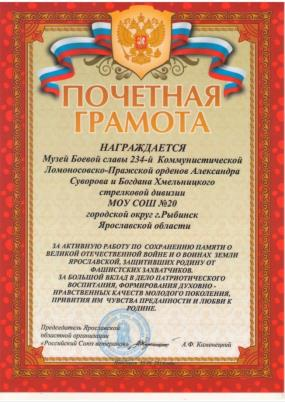 ПОЧЕТНАЯ
ГРАМОТА
НАГРАЖДАЕТСЯ
Музей Боевой славы 234-й Коммунистической
Ломоносовско-Пражской орденов Александра
Суворова и Богдана Хмельницкого
стрелковой дивизии
МОУ СОШ №20
городской округ г.Рыбинск
Ярославской области
ЗА АКТИВНУЮ РАБОТУ ПО СОХРАНЕНИЮ ПАМЯТИ О
ВЕЛИКОЙ ОТЕЧЕСТВЕННОЙ ВОЙНЕ И О ВОИНАХ ЗЕМЛИ
ЯРОСЛАВСКОЙ, ЗАЩИТИВШИХ РОДИНУ ОТ
ФАШИСТСКИХ ЗАХВАТЧИКОВ.
ЗА БОЛЬШОЙ ВКЛАД В ДЕЛО ПАТРИОТИЧЕСКОГО
ВОСПИТАНИЯ, ФОРМИРОВАНИЯ ДУХОВНО -
НРАВСТВЕННЫХ КАЧЕСТВ МОЛОДОГО ПОКОЛЕНИЯ,
ПРИВИТИЯ ИМ ЧУВСТВА ПРЕДАННОСТИ И ЛЮБВИ К
РОДИНЕ.
Председатель Ярославской
областной организации
«Российский Союз ветеранов» А.Ф. Каменецкий